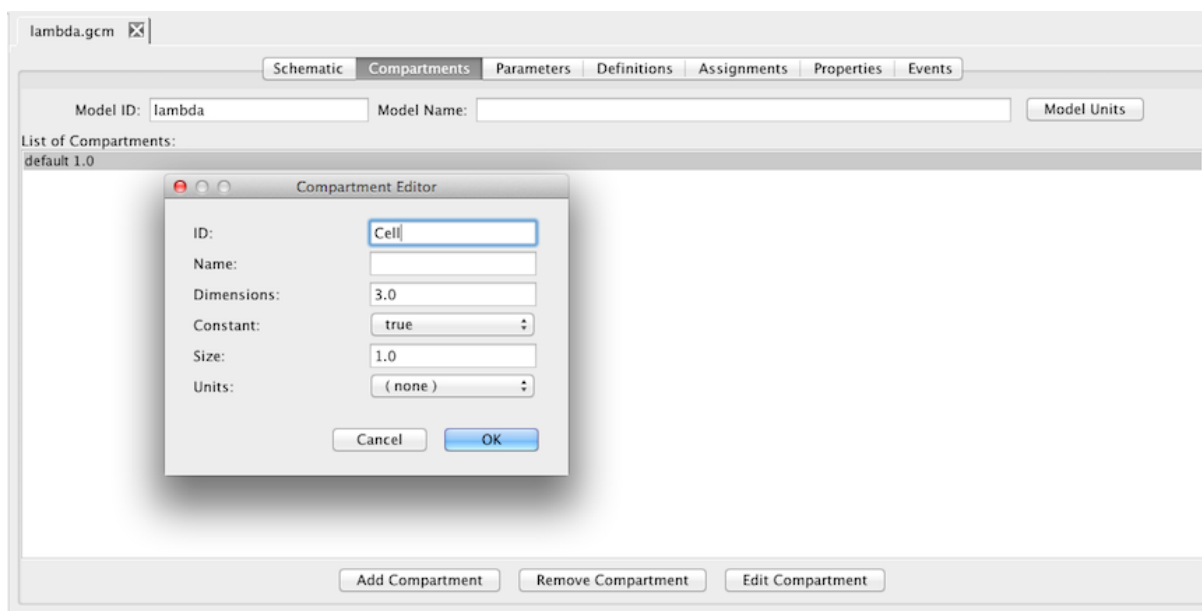 lambda.gcm
Schematic Compartments Parameters Definitions Assignments Properties Events
Model ID: lambda Model Name: Model Units
List of Compartments:
default 1.0
Compartment Editor
ID: Cell
Name:
Dimensions: 3.0
Constant: true
Size: 1.0
Units: ( none )
Cancel OK
Add Compartment Remove Compartment Edit Compartment